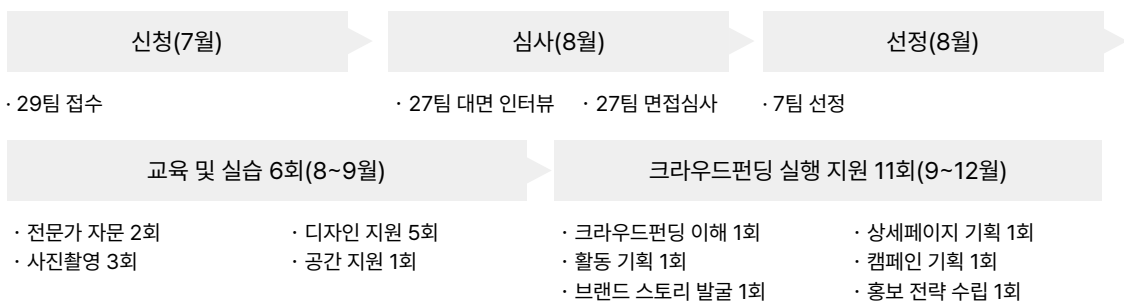 신청(7월)
심사(8월)
선정(8월)
· 29팀 접수
· 27팀 대면 인터뷰
· 27팀 면접심사
· 7팀 선정
교육 및 실습 6회(8~9월)
크라우드펀딩 실행 지원 11회(9~12월)
· 전문가 자문 2회
· 사진촬영 3회
· 디자인 지원 5회
· 공간 지원 1회
· 크라우드펀딩 이해 1회
· 활동 기획 1회
· 브랜드 스토리 발굴 1회
· 상세페이지 기획 1회
· 캠페인 기획 1회
· 홍보 전략 수립 1회